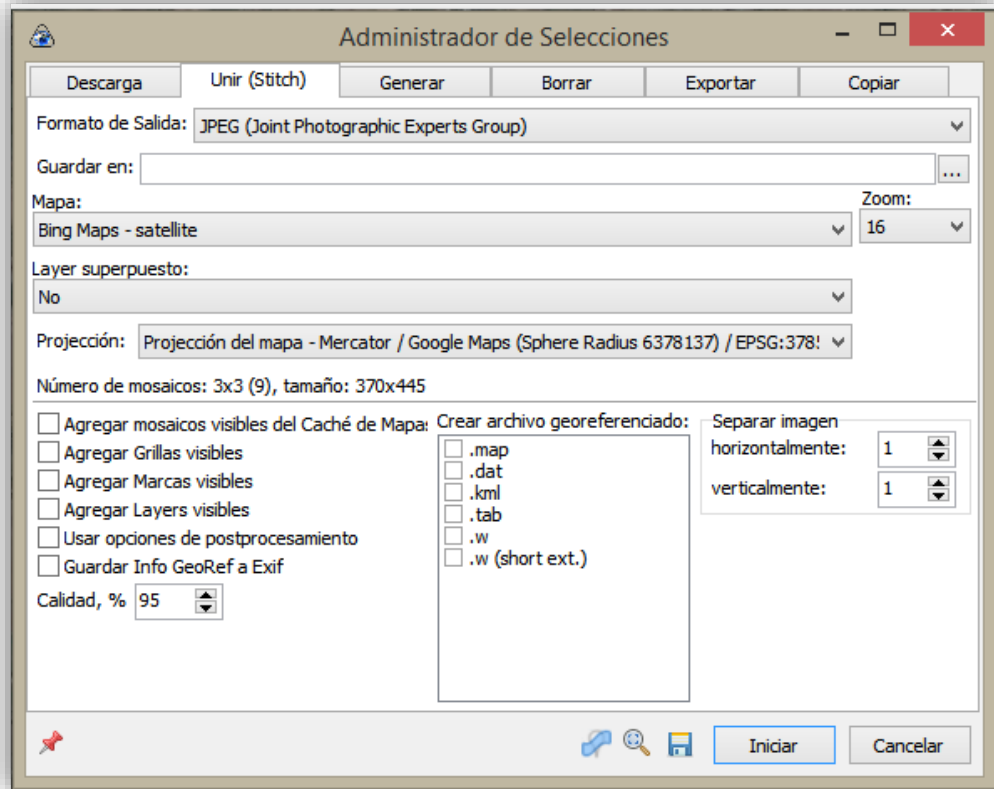 Administrador de Selecciones
Descarga Unir (Stitch) Generar Borrar Exportar Copiar
Formato de Salida: JPEG (Joint Photographic Experts Group)
Guardar en: ...
Mapa: Zoom:
Bing Maps - satellite 16
Layer superpuesto:
No
Projección: Projección del mapa - Mercator / Google Maps (Sphere Radius 6378137) / EPSG:378!
Número de mosaicos: 3x3 (9), tamaño: 370x445
Agregar mosaicos visibles del Caché de Mapas
Agregar Grillas visibles
Agregar Marcas visibles
Agregar Layers visibles
Usar opciones de postprocesamiento
Guardar Info GeoRef a Exif
Calidad, % 95
Crear archivo georeferenciado:
.map
.dat
.kml
.tab
.w
.w (short ext.)
Separar imagen
horizontalmente: 1
verticalmente: 1
Iniciar Cancelar